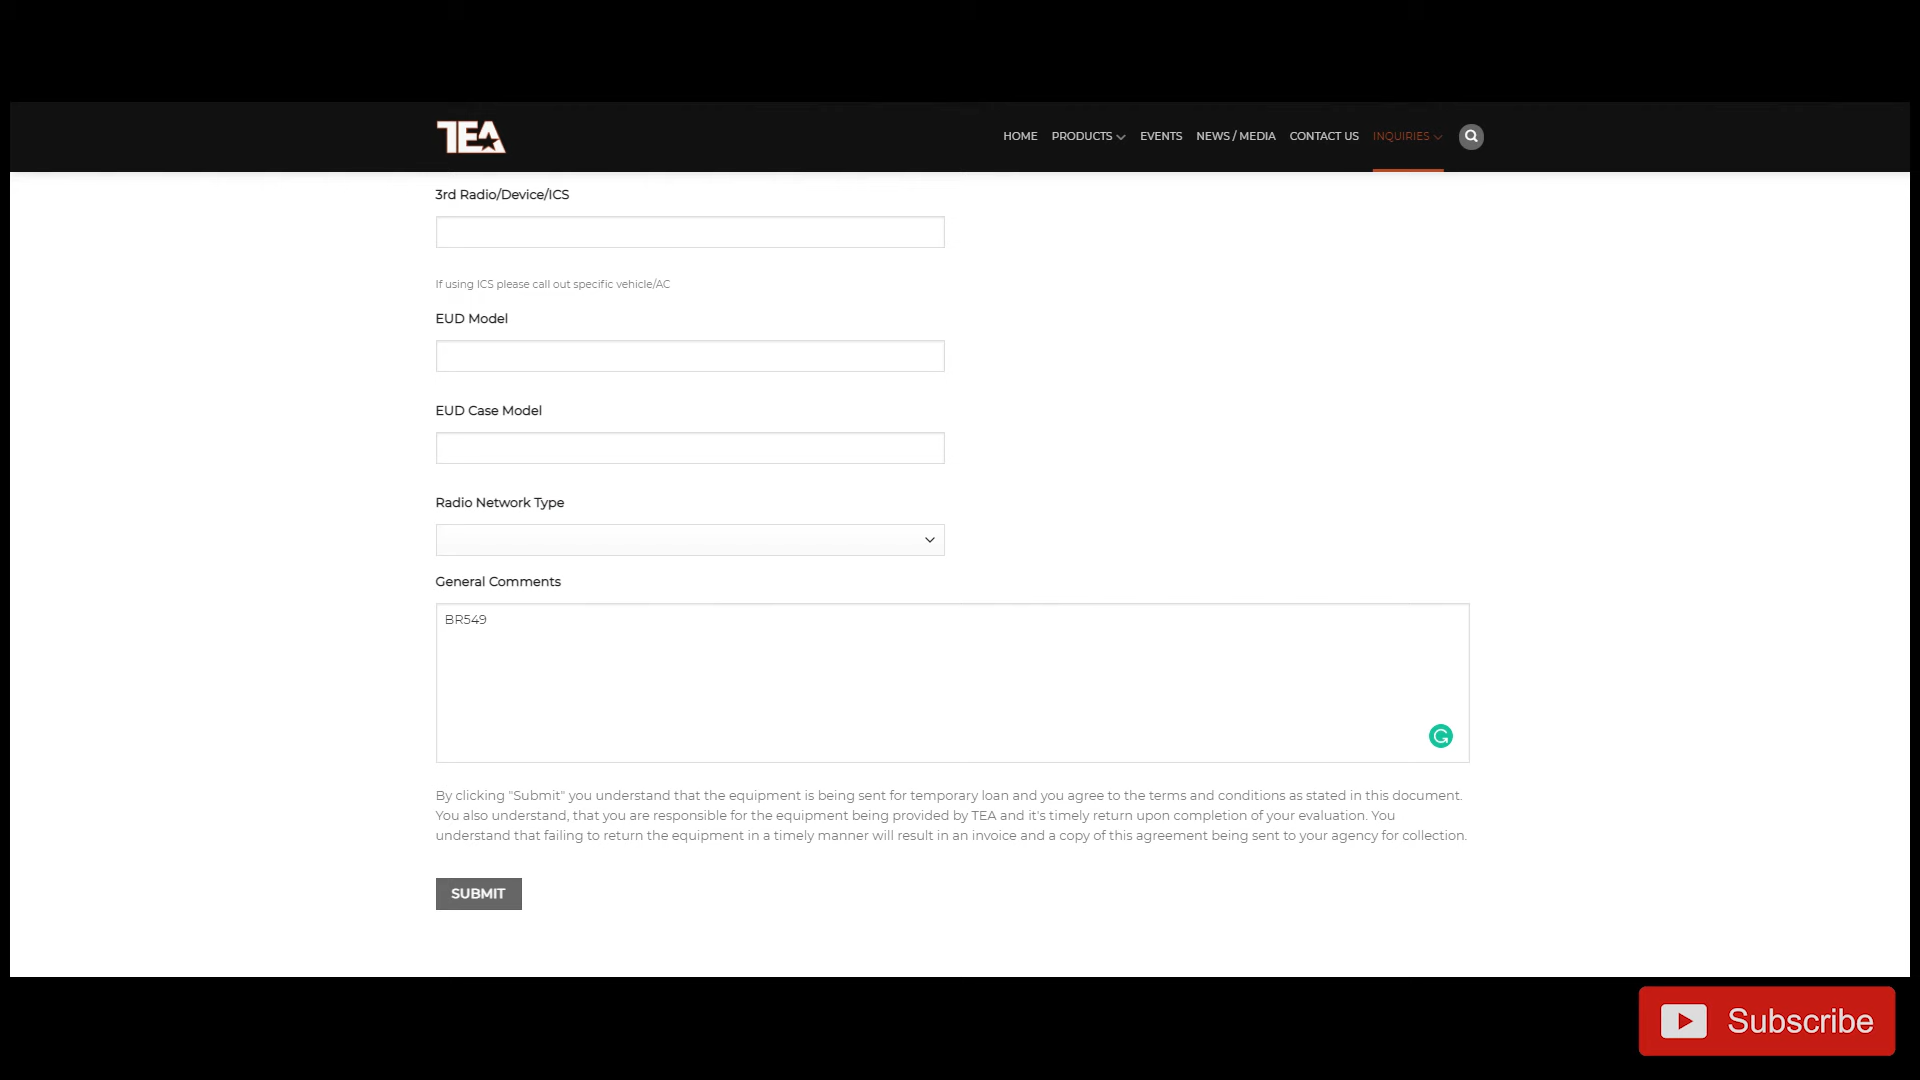 TEA
HOME PRODUCTS EVENTS NEWS / MEDIA CONTACT US INQUIRIES
3rd Radio/Device/ICS
If using ICS please call out specific vehicle/AC
EUD Model
EUD Case Model
Radio Network Type
General Comments
BR549
By clicking "Submit" you understand that the equipment is being sent for temporary loan and you agree to the terms and conditions as stated in this document.
You also understand, that you are responsible for the equipment being provided by TEA and it's timely return upon completion of your evaluation. You
understand that failing to return the equipment in a timely manner will result in an invoice and a copy of this agreement being sent to your agency for collection.
SUBMIT
Subscribe